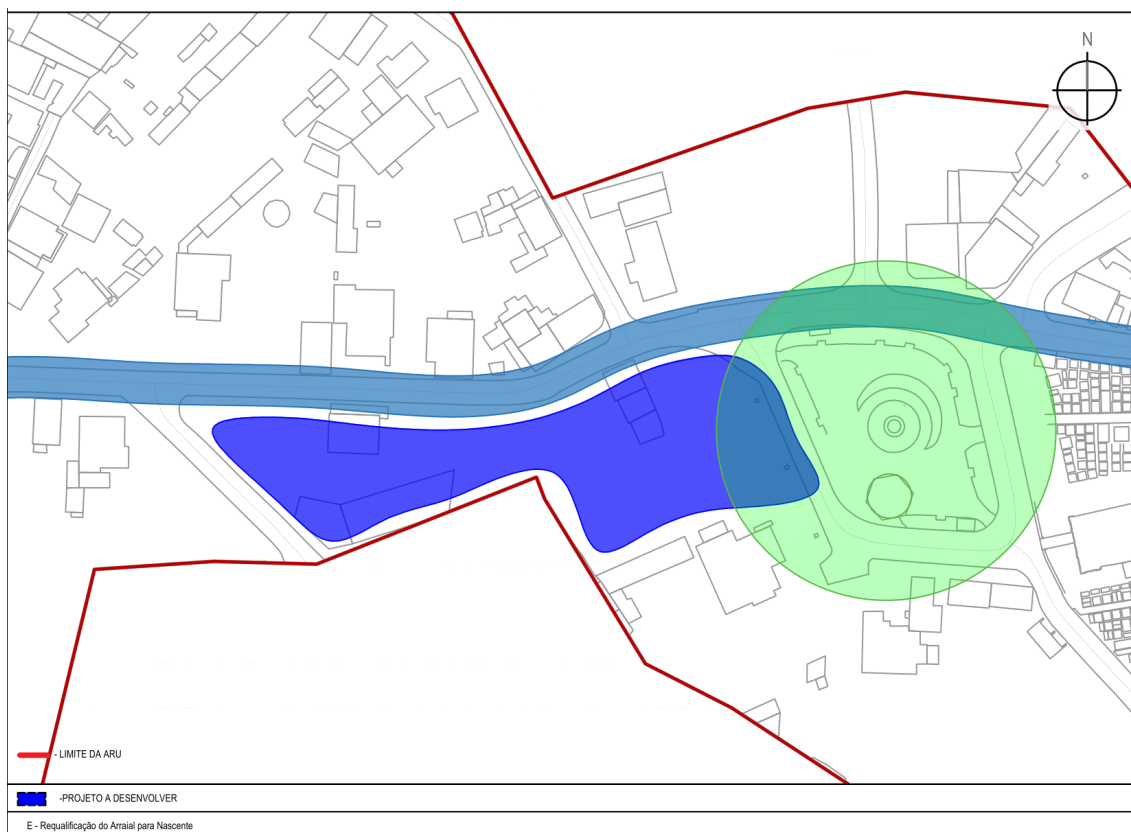 N
- LIMITE DA ARU
-PROJETO A DESENVOLVER
E - Requalificação do Arraial para Nascente